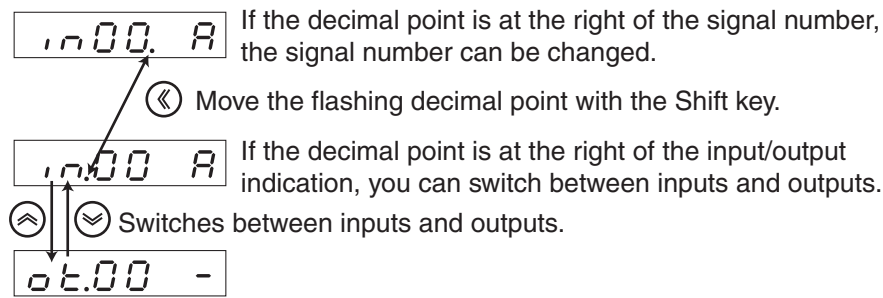 in00. A If the decimal point is at the right of the signal number,
the signal number can be changed.
Move the flashing decimal point with the Shift key.
in.00 A If the decimal point is at the right of the input/output
indication, you can switch between inputs and outputs.
Switches between inputs and outputs.
ot.00 -